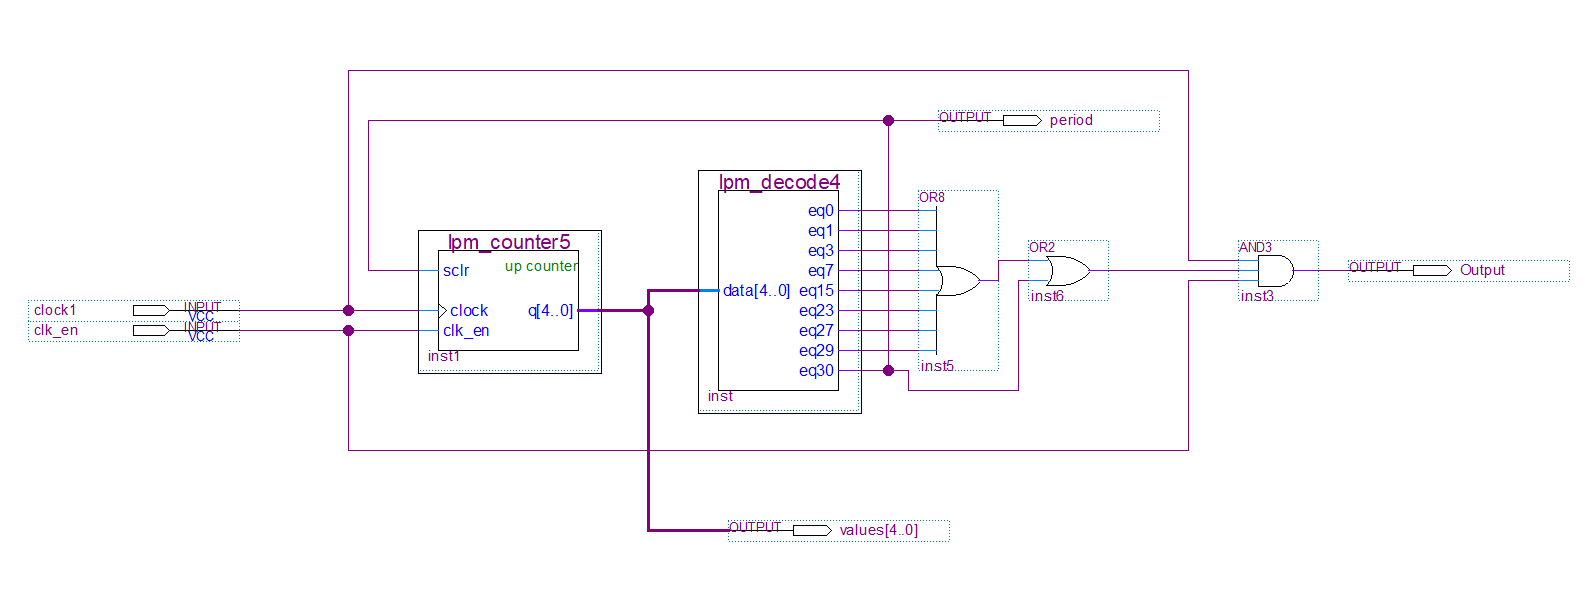 OUTPUT period
lpm_decode4
OR8
eq0
eq1
eq3
eq7
data[4..0] eq15
eq23
eq27
eq29
eq30
inst
inst5
lpm_counter5
up counter
sclr
clock q[4..0]
clk_en
inst1
OR2
inst6
AND3
inst3
OUTPUT Output
clock1 INPUT
VCC
clk_en INPUT
VCC
OUTPUT values[4..0]